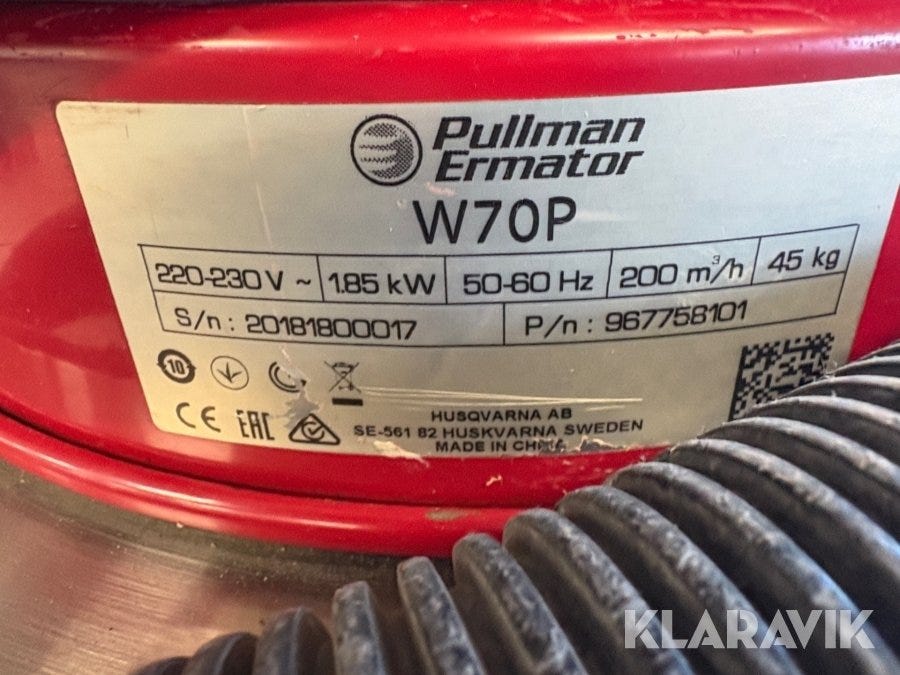 Pullman
Ermator
W70P
220-230 V ~ 1.85 kW 50-60 Hz 200 m³/h 45 kg
S/n : 20181800017 P/n : 967758101
10
CE EAC
HUSQVARNA AB
SE-561 82 HUSKVARNA SWEDEN
MADE IN CHINA
KLARAVIK